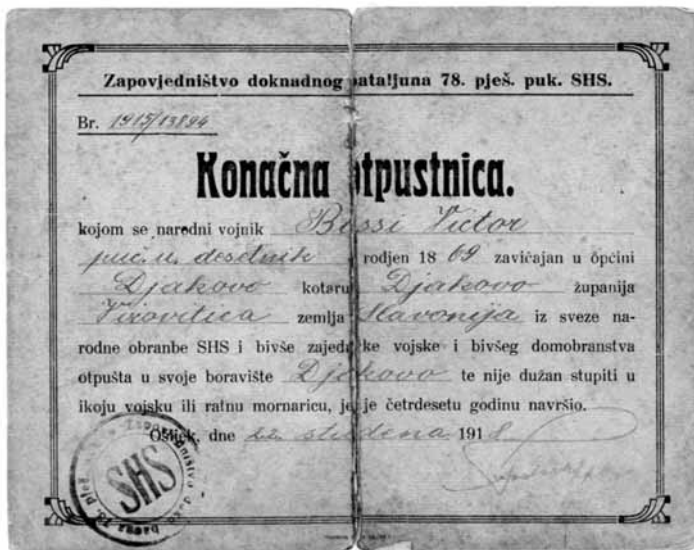 Zapovjedništvo doknadnog bataljuna 78. pješ. puk. SHS.
Br. 1915/13894
Konačna otpustnica.
kojom se naredni vojnik Bossi Victor
puč. u. desetnik rodjen 18 69 zavičajan u općini
Djakovo kotaru Djakovo županija
Virovitica zemlja Slavonija iz sveze na-
rodne obranbe SHS i bivše zajedničke vojske i bivšeg domobranstva
otpušta u svoje boravište Djakovo te nije dužan stupiti u
ikoju vojsku ili ratnu mornaricu, jer je četrdesetu godinu navršio.
Osijek, dne 22. studena 1918.
SHS